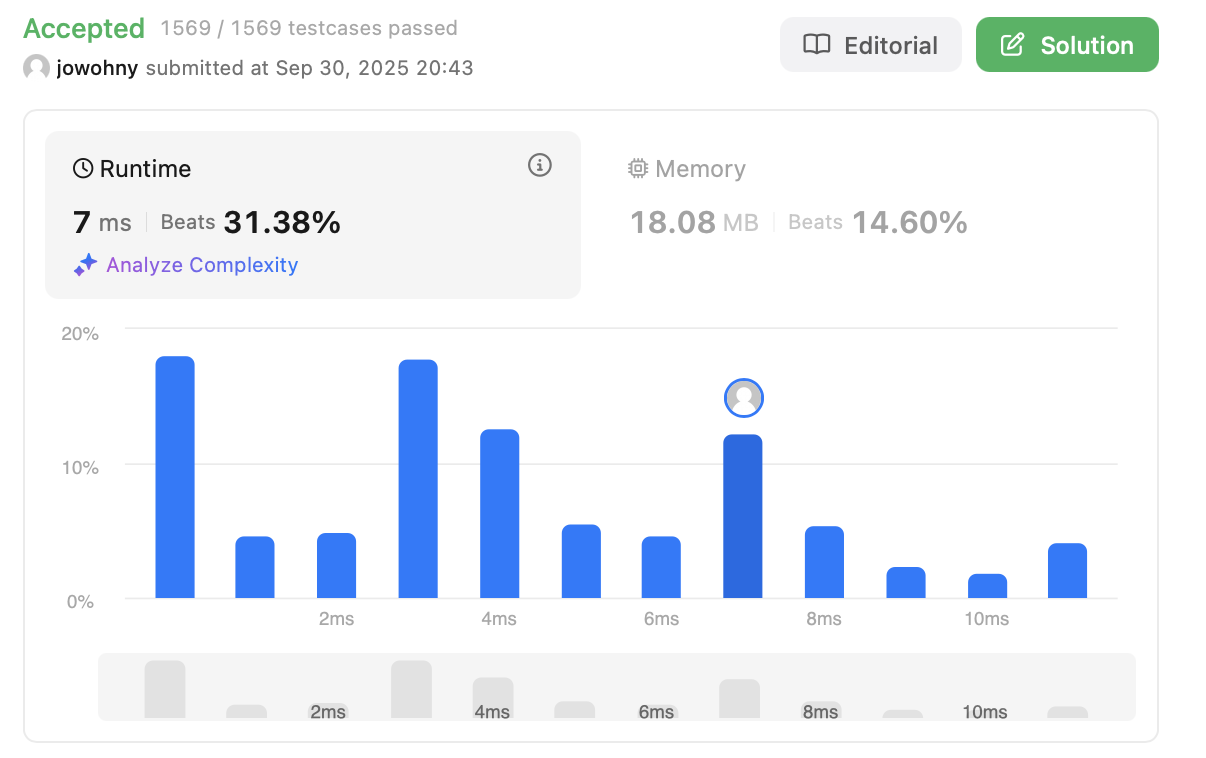 Accepted 1569 / 1569 testcases passed
jowohny submitted at Sep 30, 2025 20:43
Editorial
Solution
Runtime
7 ms Beats 31.38%
Analyze Complexity
Memory
18.08 MB Beats 14.60%
20%
10%
0%
2ms 4ms 6ms 8ms 10ms
2ms 4ms 6ms 8ms 10ms